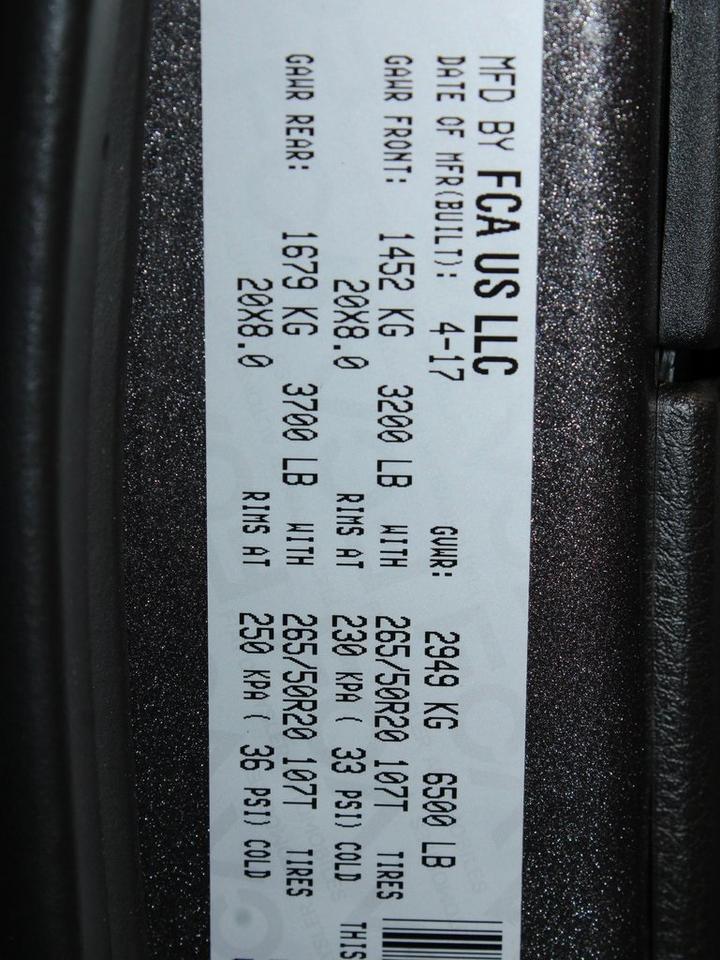 MFD BY FCA US LLC
DATE OF MFR(BUILT): 4-17 GVWR: 2949 KG 6500 LB
GAWR FRONT: 1452 KG 3200 LB WITH 265/50R20 107T TIRES
20X8.0 RIMS AT 230 KPA ( 33 PSI) COLD
GAWR REAR: 1679 KG 3700 LB WITH 265/50R20 107T TIRES
20X8.0 RIMS AT 250 KPA ( 36 PSI) COLD
THIS